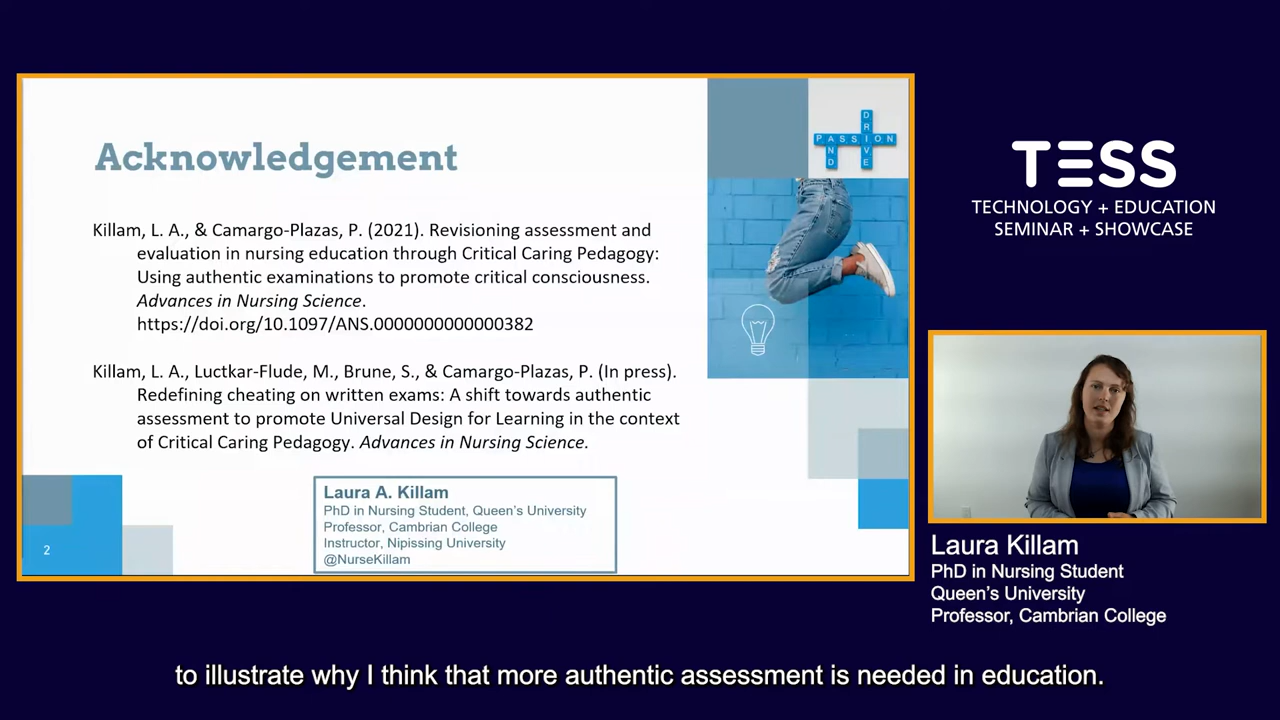 Acknowledgement
Killam, L. A., & Camargo-Plazas, P. (2021). Revisioning assessment and
evaluation in nursing education through Critical Caring Pedagogy:
Using authentic examinations to promote critical consciousness.
Advances in Nursing Science.
https://doi.org/10.1097/ANS.0000000000000382
Killam, L. A., Luctkar-Flude, M., Brune, S., & Camargo-Plazas, P. (In press).
Redefining cheating on written exams: A shift towards authentic
assessment to promote Universal Design for Learning in the context
of Critical Caring Pedagogy. Advances in Nursing Science.
Laura A. Killam
PhD in Nursing Student, Queen's University
Professor, Cambrian College
Instructor, Nipissing University
@NurseKillam
2
PASSION
AND
DRIVE
TESS
TECHNOLOGY + EDUCATION
SEMINAR + SHOWCASE
Laura Killam
PhD in Nursing Student
Queen's University
Professor, Cambrian College
to illustrate why I think that more authentic assessment is needed in education.